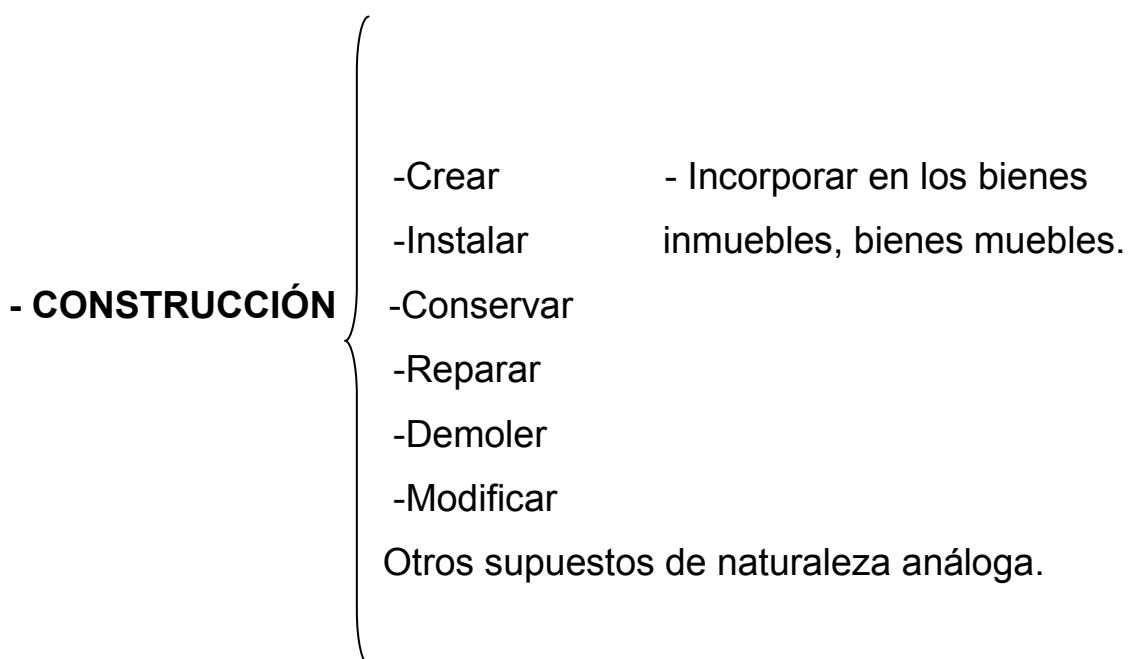 -Crear - Incorporar en los bienes
-Instalar inmuebles, bienes muebles.
- CONSTRUCCIÓN -Conservar
-Reparar
-Demoler
-Modificar
Otros supuestos de naturaleza análoga.